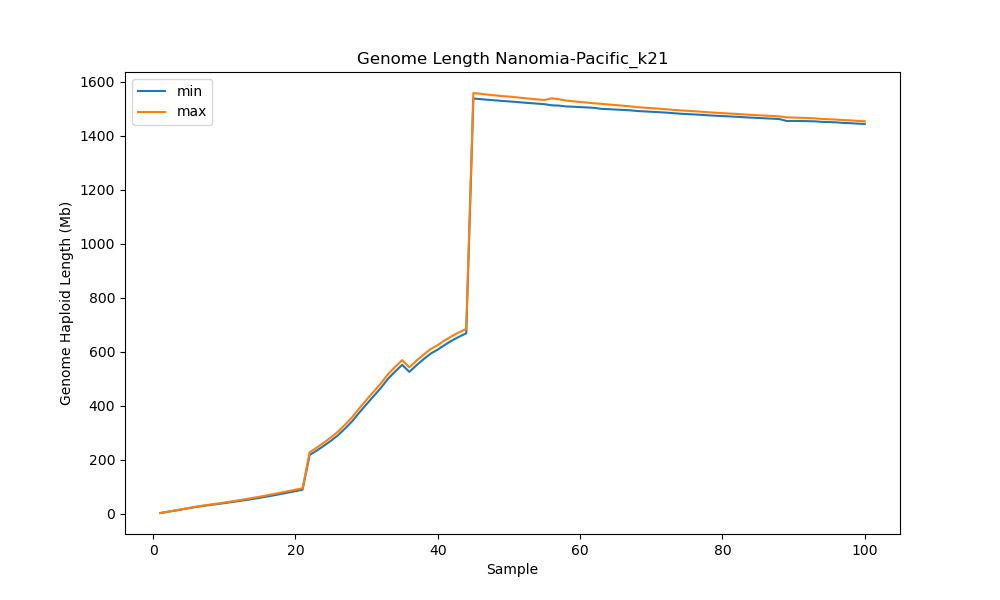 Genome Length Nanomia-Pacific_k21
min
max
Genome Haploid Length (Mb)
1600
1400
1200
1000
800
600
400
200
0
0 20 40 60 80 100
Sample